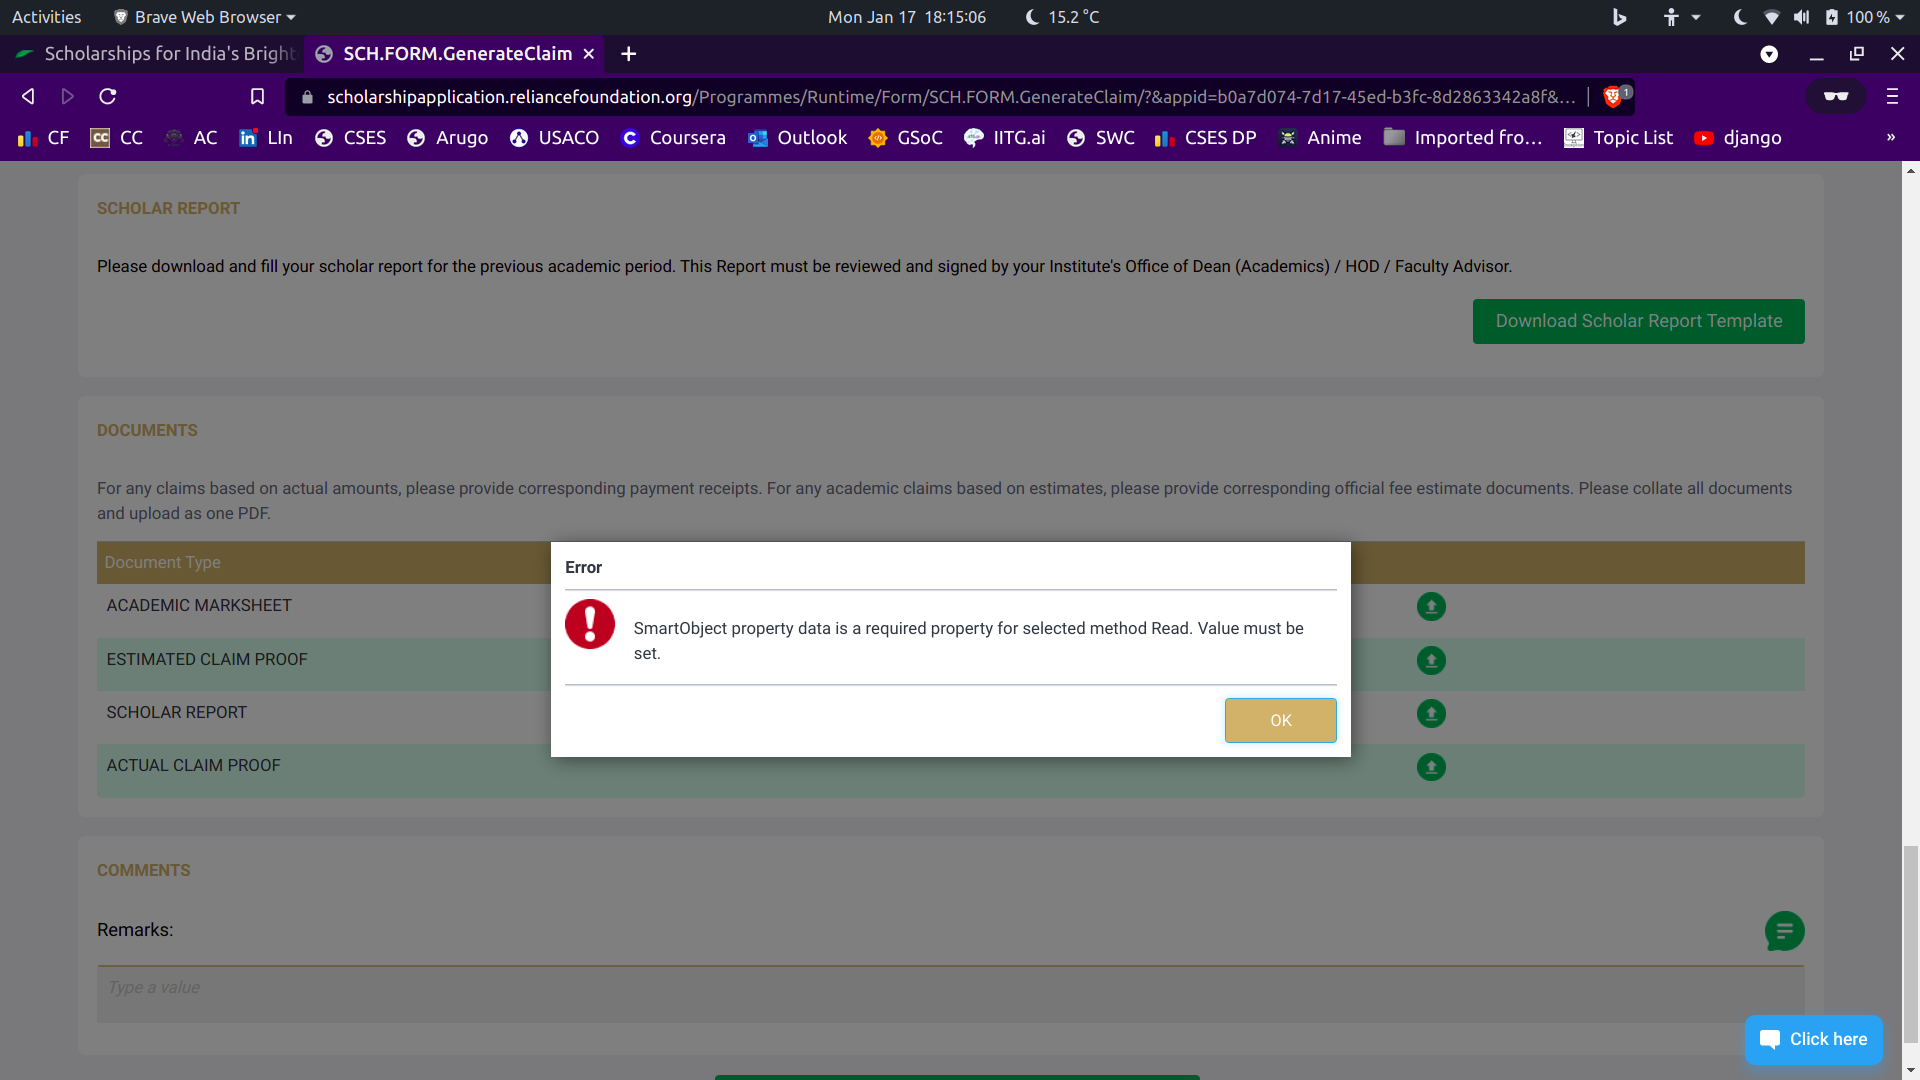 Activities
Brave Web Browser
Mon Jan 17 18:15:06
15.2 °C
100 %
Scholarships for India's Bright
SCH.FORM.GenerateClaim
scholarshipapplication.reliancefoundation.org/Programmes/Runtime/Form/SCH.FORM.GenerateClaim/?&appid=b0a7d074-7d17-45ed-b3fc-8d2863342a8f&...
1
CF
CC CC
AC
in LIn
CSES
Arugo
USACO
C Coursera
Outlook
GSoC
IITG.ai
SWC
CSES DP
Anime
Imported fro...
Topic List
django
»
SCHOLAR REPORT
Please download and fill your scholar report for the previous academic period. This Report must be reviewed and signed by your Institute's Office of Dean (Academics) / HOD / Faculty Advisor.
Download Scholar Report Template
DOCUMENTS
For any claims based on actual amounts, please provide corresponding payment receipts. For any academic claims based on estimates, please provide corresponding official fee estimate documents. Please collate all documents
and upload as one PDF.
Document Type
ACADEMIC MARKSHEET
ESTIMATED CLAIM PROOF
SCHOLAR REPORT
ACTUAL CLAIM PROOF
Error
SmartObject property data is a required property for selected method Read. Value must be
set.
OK
COMMENTS
Remarks:
Type a value
Click here